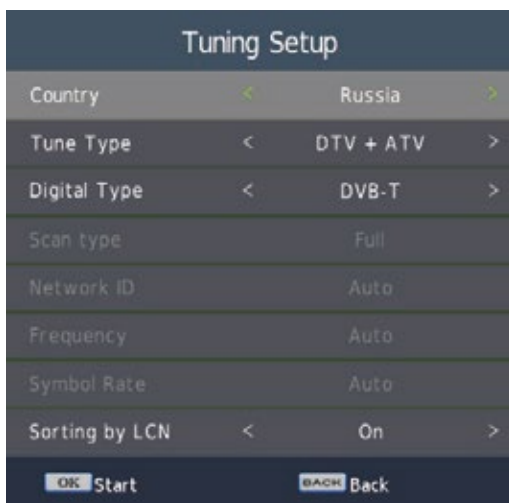 Tuning Setup
Country < Russia >
Tune Type < DTV + ATV >
Digital Type < DVB-T >
Scan type Full
Network ID Auto
Frequency Auto
Symbol Rate Auto
Sorting by LCN < On >
OK Start BACK Back